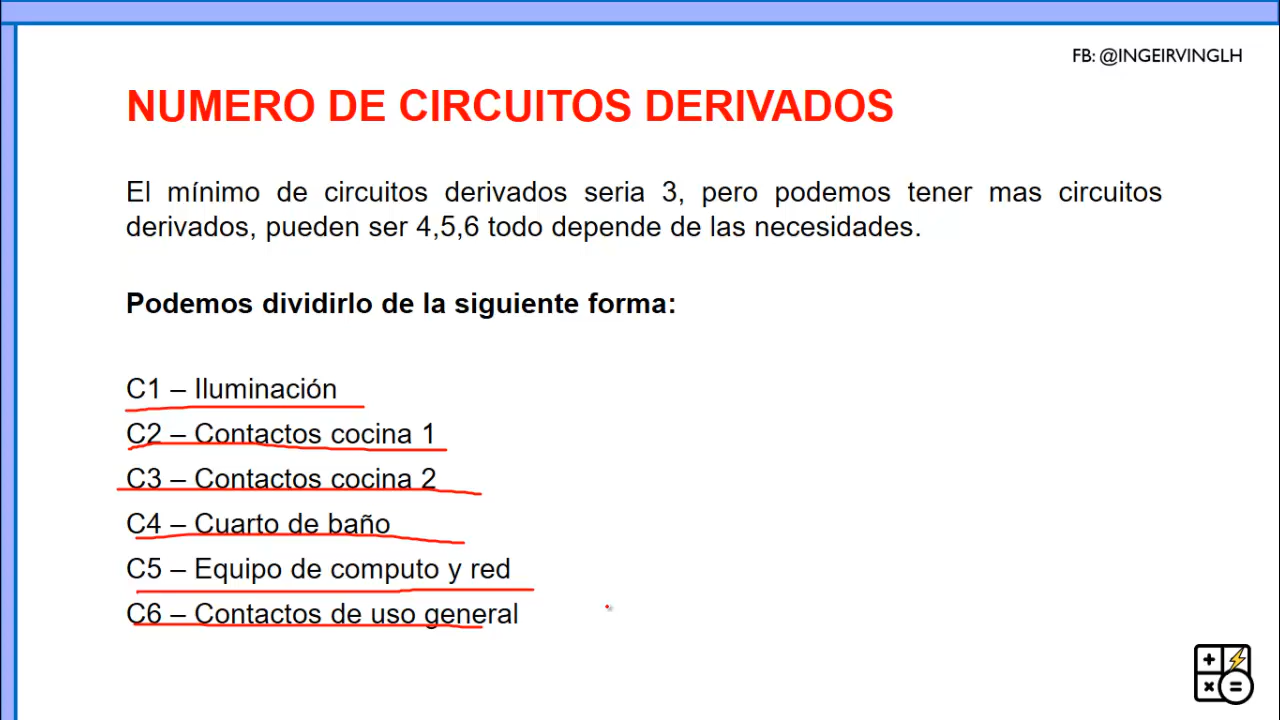 FB: @INGEIRVINGLH
NUMERO DE CIRCUITOS DERIVADOS
El mínimo de circuitos derivados seria 3, pero podemos tener mas circuitos
derivados, pueden ser 4,5,6 todo depende de las necesidades.
Podemos dividirlo de la siguiente forma:
C1 – Iluminación
C2 – Contactos cocina 1
C3 – Contactos cocina 2
C4 – Cuarto de baño
C5 – Equipo de computo y red
C6 – Contactos de uso general